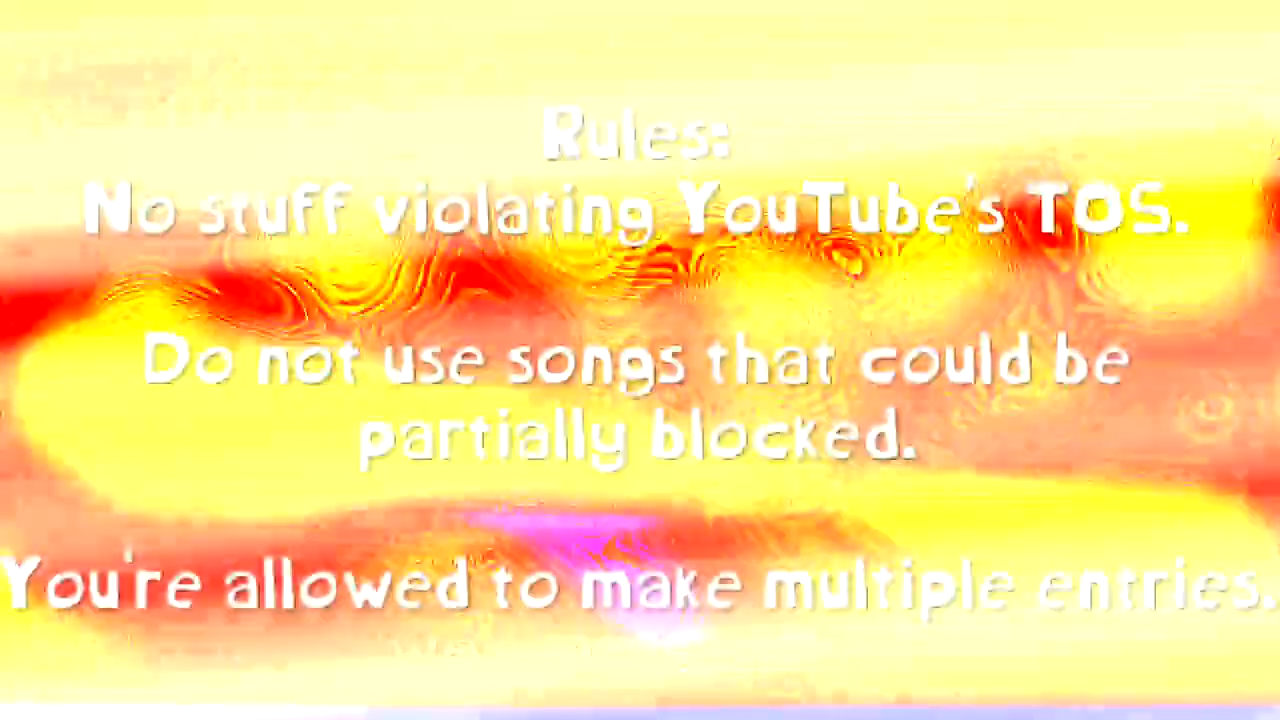 Rules:
No stuff violating YouTube's TOS.
Do not use songs that could be
partially blocked.
You're allowed to make multiple entries.